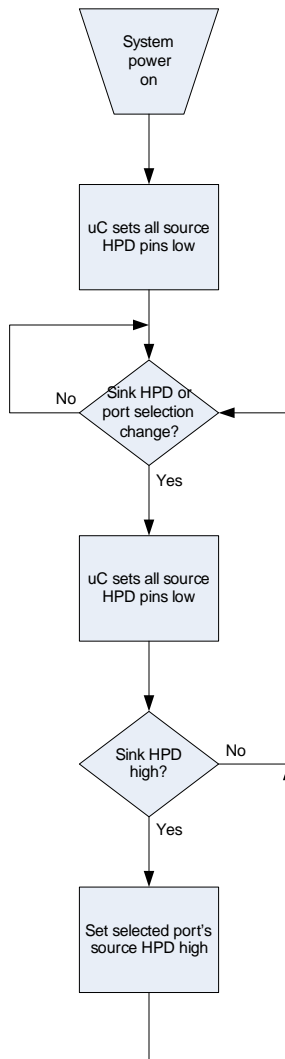 System
power
on
uC sets all source
HPD pins low
Sink HPD or
port selection
change?
No
Yes
uC sets all source
HPD pins low
Sink HPD
high?
No
Yes
Set selected port's
source HPD high